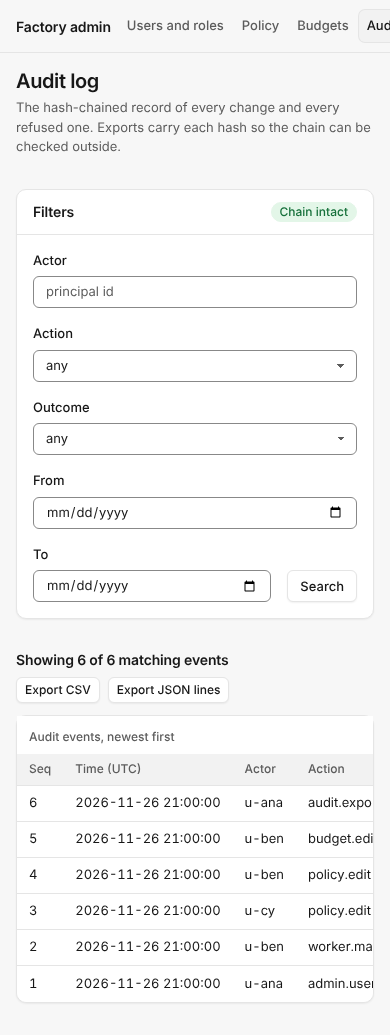 Factory admin Users and roles Policy Budgets Aud
Audit log
The hash-chained record of every change and every
refused one. Exports carry each hash so the chain can be
checked outside.
Filters Chain intact
Actor
principal id
Action
any
Outcome
any
From
mm/dd/yyyy
To
mm/dd/yyyy Search
Showing 6 of 6 matching events
Export CSV Export JSON lines
Audit events, newest first
Seq Time (UTC) Actor Action
6 2026-11-26 21:00:00 u-ana audit.expo
5 2026-11-26 21:00:00 u-ben budget.edi
4 2026-11-26 21:00:00 u-ben policy.edit
3 2026-11-26 21:00:00 u-cy policy.edit
2 2026-11-26 21:00:00 u-ben worker.ma
1 2026-11-26 21:00:00 u-ana admin.user